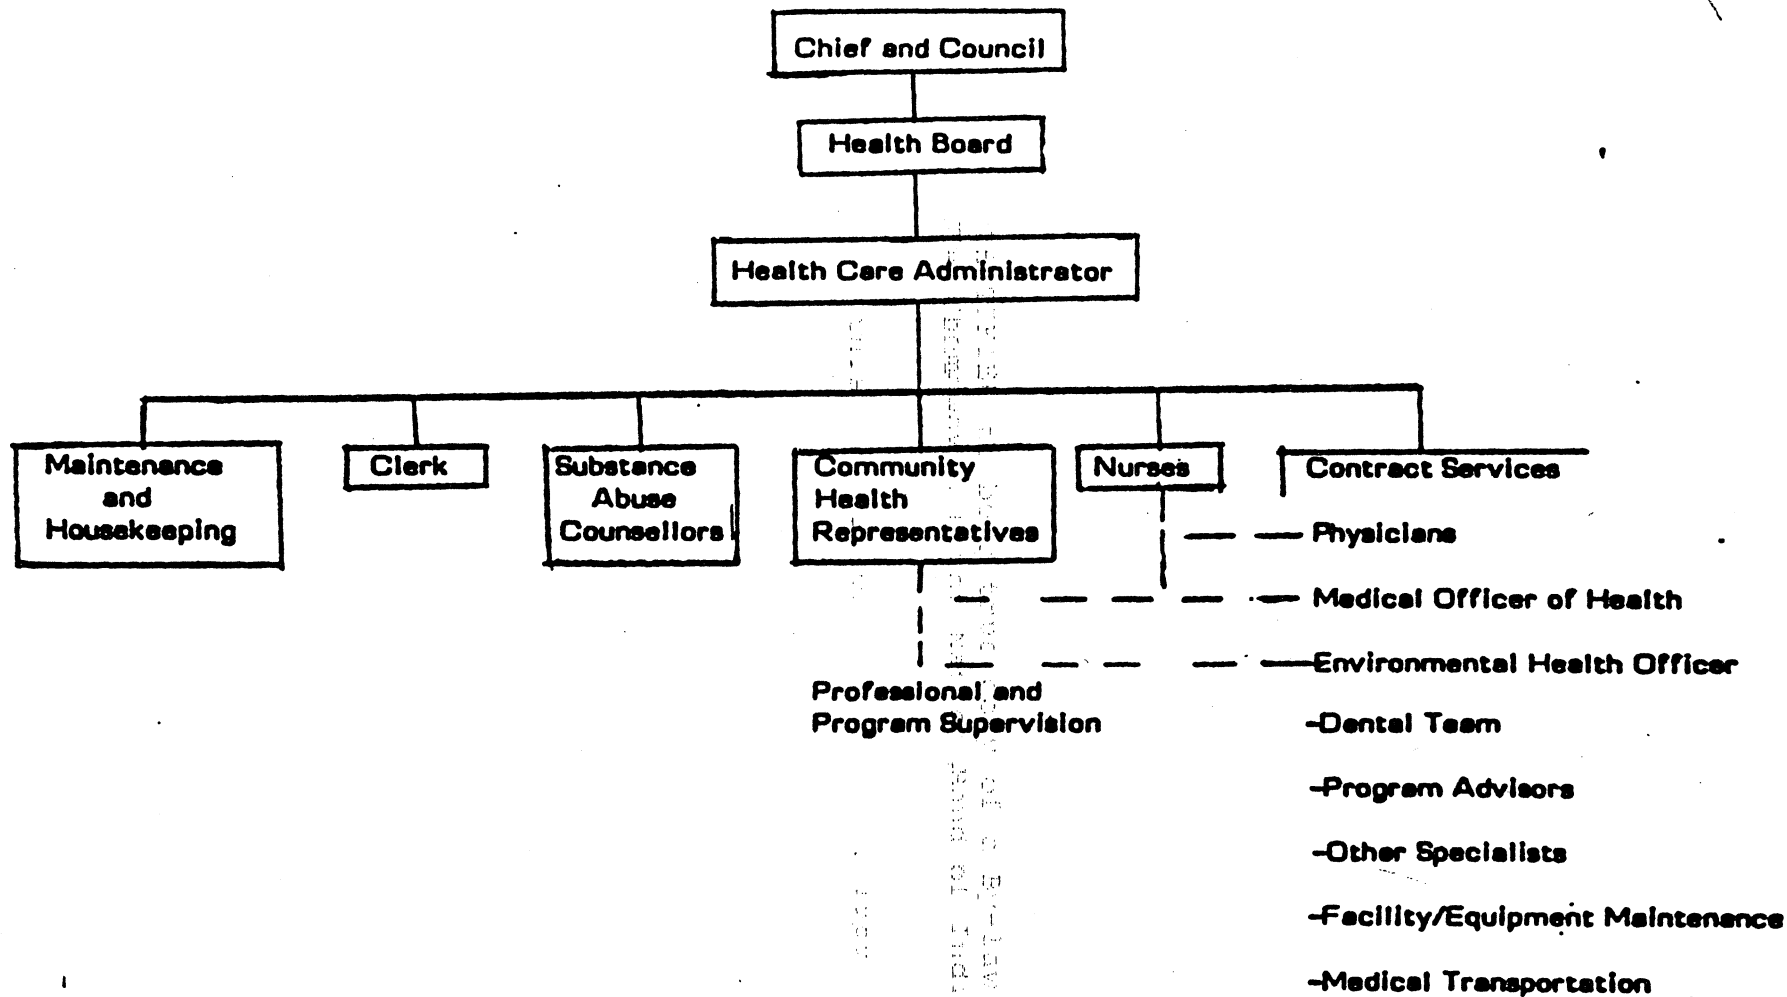 Chief and Council
Health Board
Health Care Administrator
Maintenance
and
Housekeeping
Clerk
Substance
Abuse
Counsellors
Community
Health
Representatives
Nurses
Contract Services
Physicians
Medical Officer of Health
Environmental Health Officer
Professional and
Program Supervision
-Dental Team
-Program Advisors
-Other Specialists
-Facility/Equipment Maintenance
-Medical Transportation